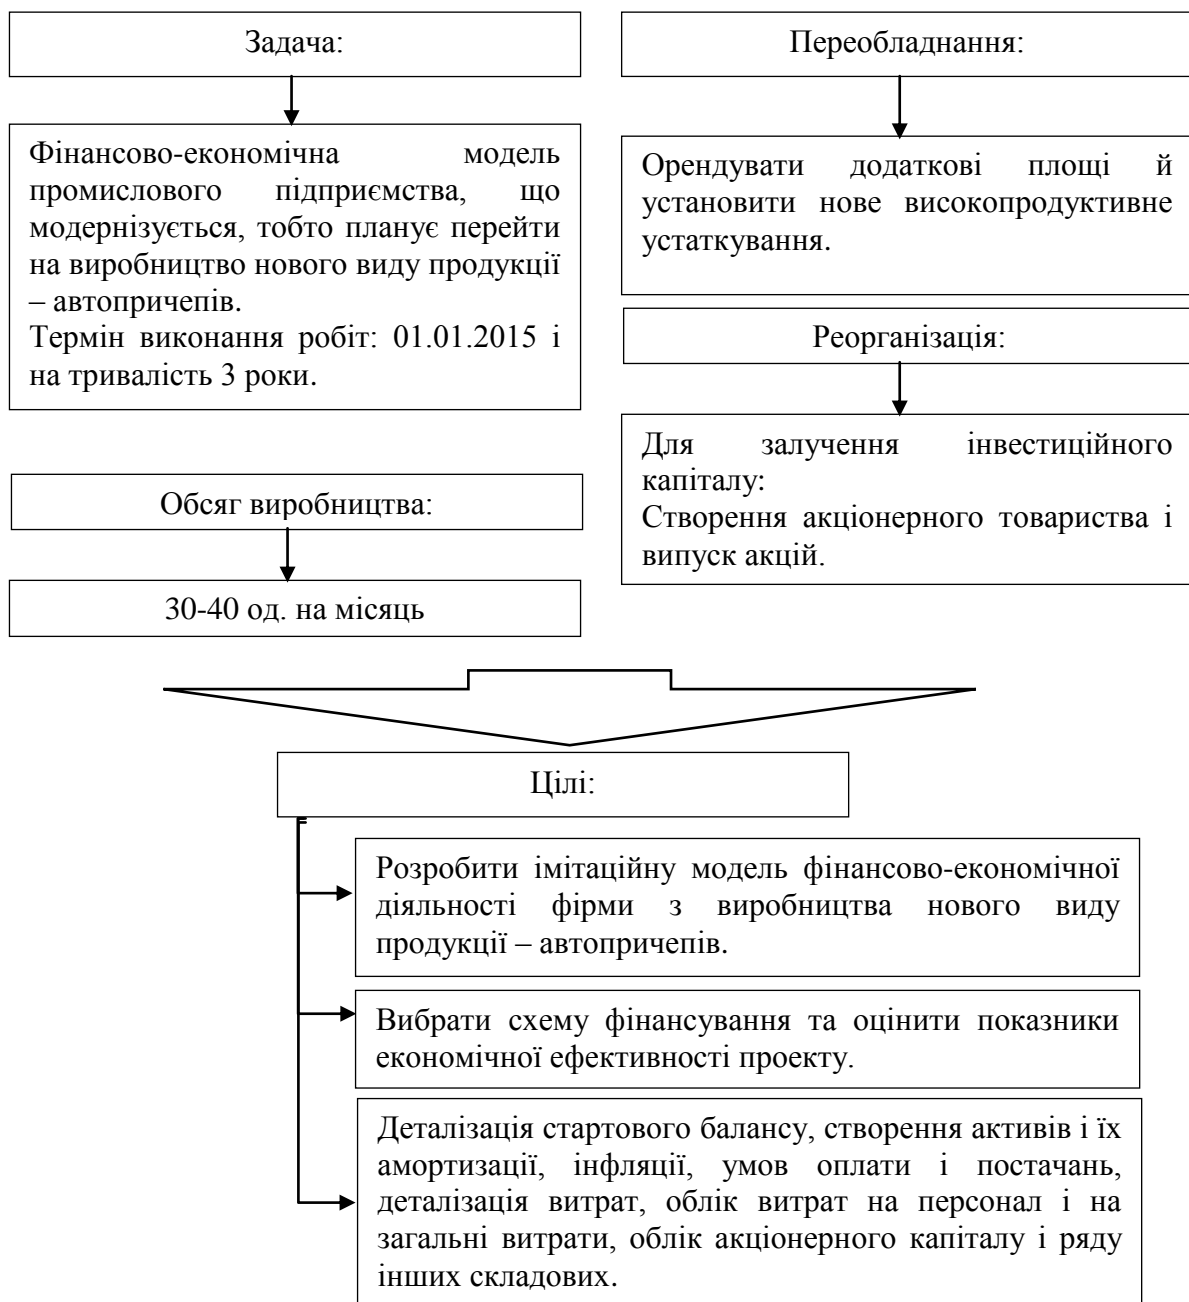 Задача:
Фінансово-економічна модель
промислового підприємства, що
модернізується, тобто планує перейти
на виробництво нового виду продукції
– автопричепів.
Термін виконання робіт: 01.01.2015 і
на тривалість 3 роки.
Обсяг виробництва:
30-40 од. на місяць
Переобладнання:
Орендувати додаткові площі й
установити нове високопродуктивне
устаткування.
Реорганізація:
Для залучення інвестиційного
капіталу:
Створення акціонерного товариства і
випуск акцій.
Цілі:
Розробити імітаційну модель фінансово-економічної
діяльності фірми з виробництва нового виду
продукції – автопричепів.
Вибрати схему фінансування та оцінити показники
економічної ефективності проекту.
Деталізація стартового балансу, створення активів і їх
амортизації, інфляції, умов оплати і постачань,
деталізація витрат, облік витрат на персонал і на
загальні витрати, облік акціонерного капіталу і ряду
інших складових.